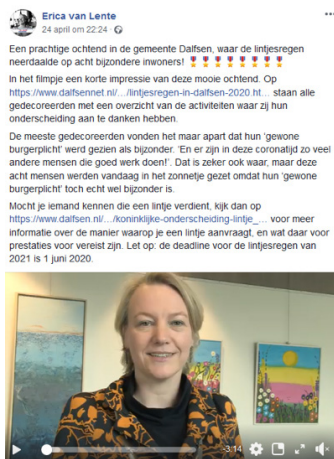 Erica van Lente
24 april om 22:24 ·
Een prachtige ochtend in de gemeente Dalfsen, waar de lintjesregen
neerdaalde op acht bijzondere inwoners! 🎖🎖🎖🎖🎖🎖🎖🎖
In het filmpje een korte impressie van deze mooie ochtend. Op
https://www.dalfsennet.nl/…/lintjesregen-in-dalfsen-2020.ht… staan alle
gedecoreerden met een overzicht van de activiteiten waar zij hun
onderscheiding aan te danken hebben.
De meeste gedecoreerden vonden het maar apart dat hun 'gewone
burgerplicht' werd gezien als bijzonder. 'En er zijn in deze coronatijd zo veel
andere mensen die goed werk doen!'. Dat is zeker ook waar, maar deze
acht mensen werden vandaag in het zonnetje gezet omdat hun 'gewone
burgerplicht' toch echt wel bijzonder is.
Mocht je iemand kennen die een lintje verdient, kijk dan op
https://www.dalfsen.nl/…/koninklijke-onderscheiding-lintje_… voor meer
informatie over de manier waarop je een lintje aanvraagt, en wat daar voor
prestaties voor vereist zijn. Let op: de deadline voor de lintjesregen van
2021 is 1 juni 2020.
-3:14